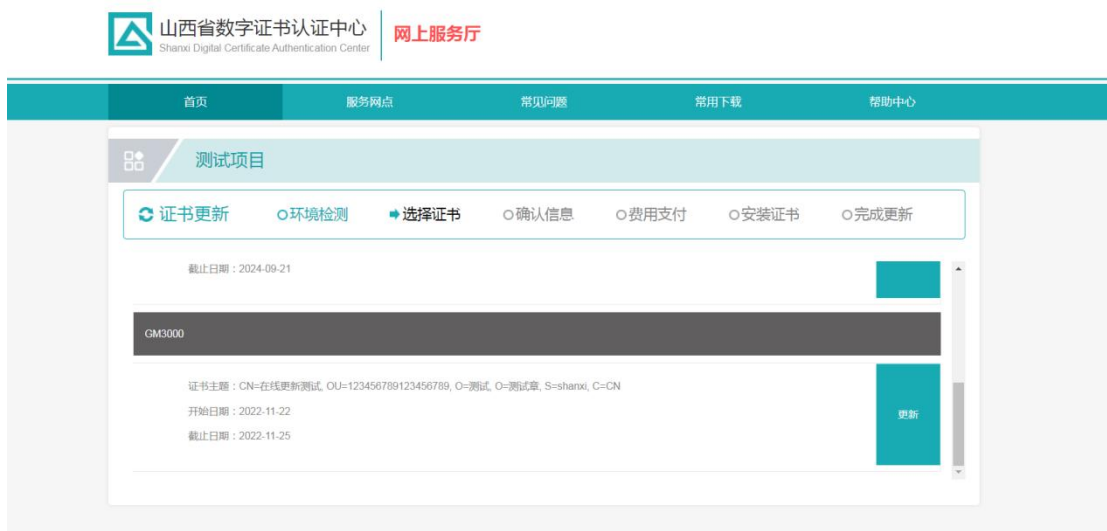 山西省数字证书认证中心
Shanxi Digital Certificate Authentication Center
网上服务厅
首页 服务网点 常见问题 常用下载 帮助中心
测试项目
证书更新 环境检测 选择证书 确认信息 费用支付 安装证书 完成更新
截止日期：2024-09-21
GM3000
证书主题：CN=在线更新测试, OU=123456789123456789, O=测试, O=测试章, S=shanxi, C=CN
开始日期：2022-11-22
更新
截止日期：2022-11-25